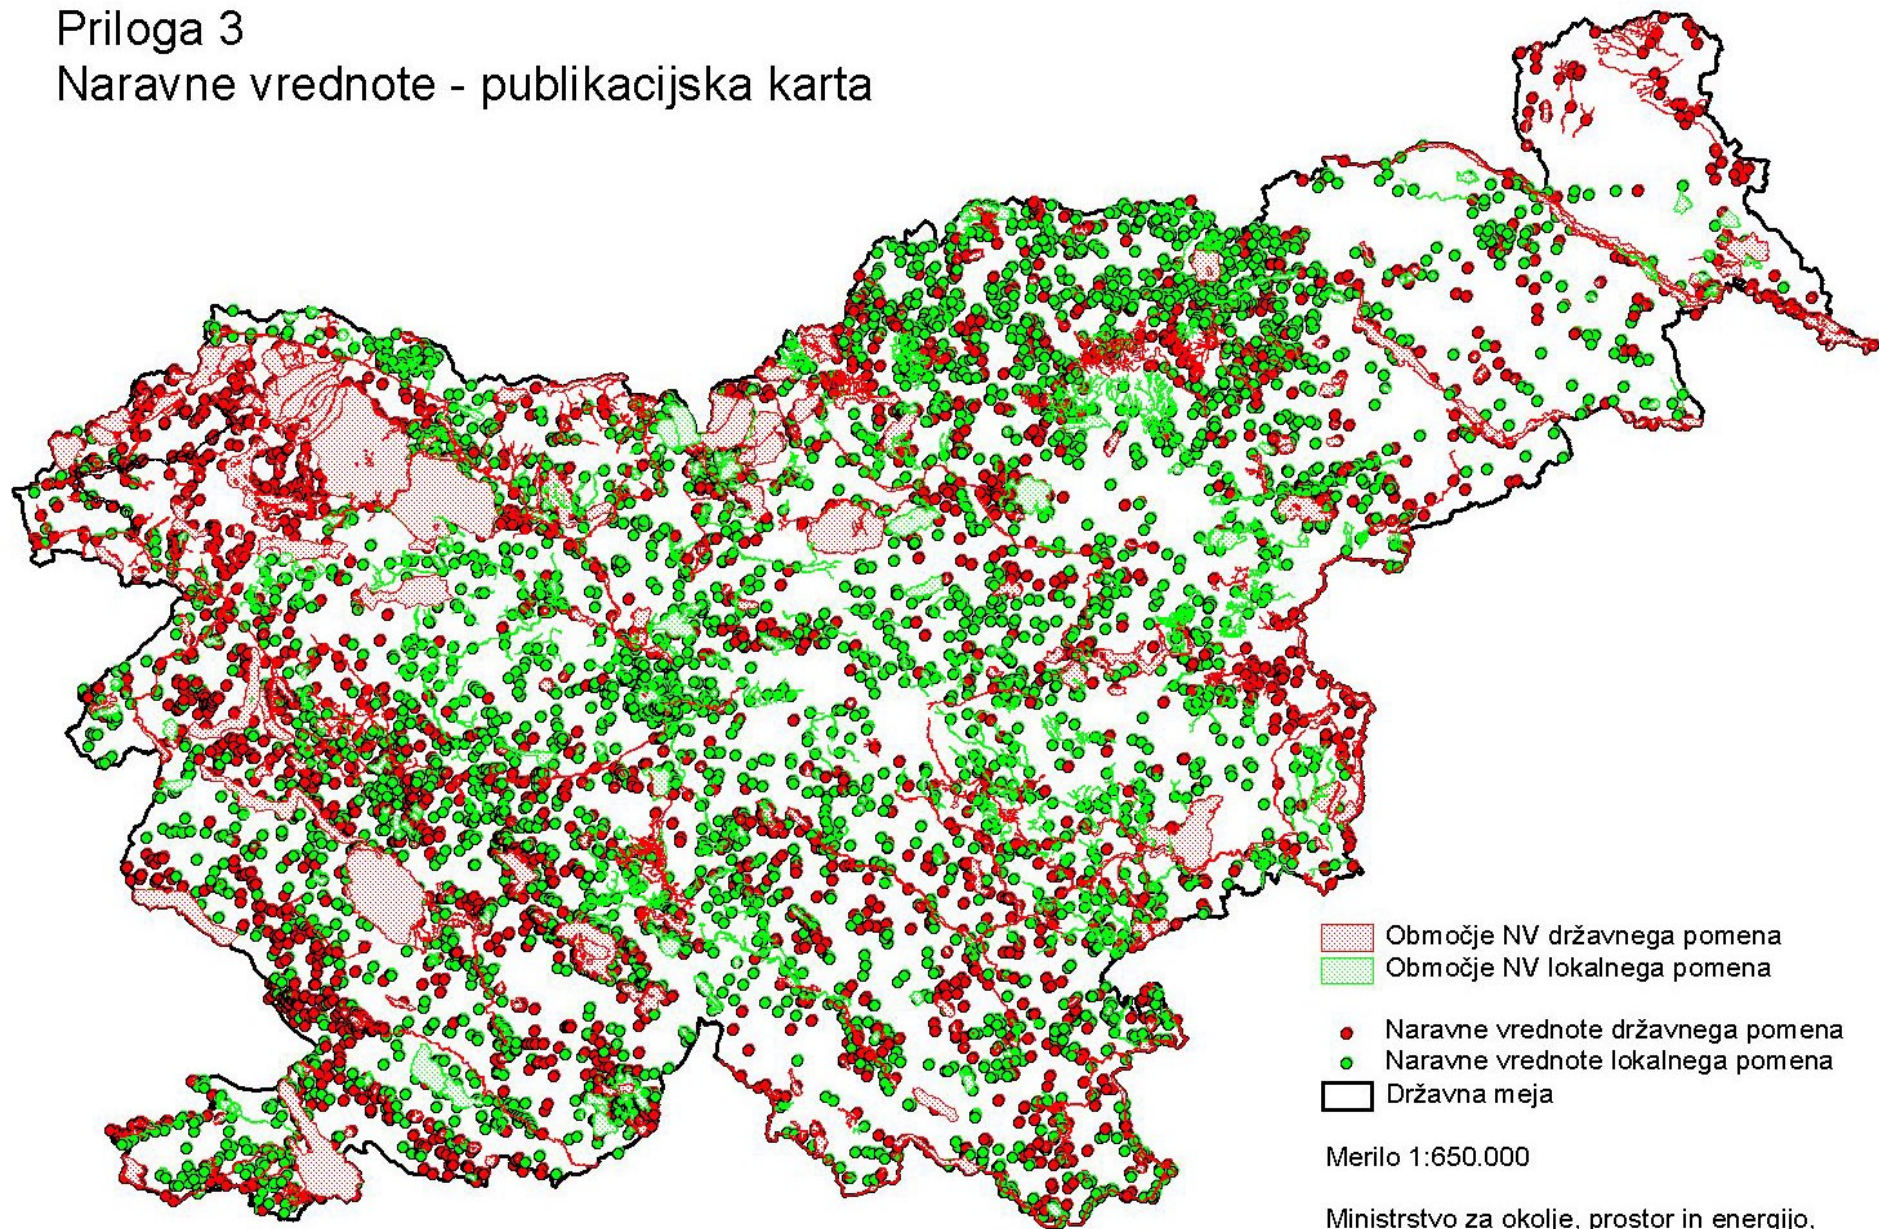 Priloga 3
Naravne vrednote - publikacijska karta
Območje NV državnega pomena
Območje NV lokalnega pomena
Naravne vrednote državnega pomena
Naravne vrednote lokalnega pomena
Državna meja
Merilo 1:650.000
Ministrstvo za okolje, prostor in energijo,